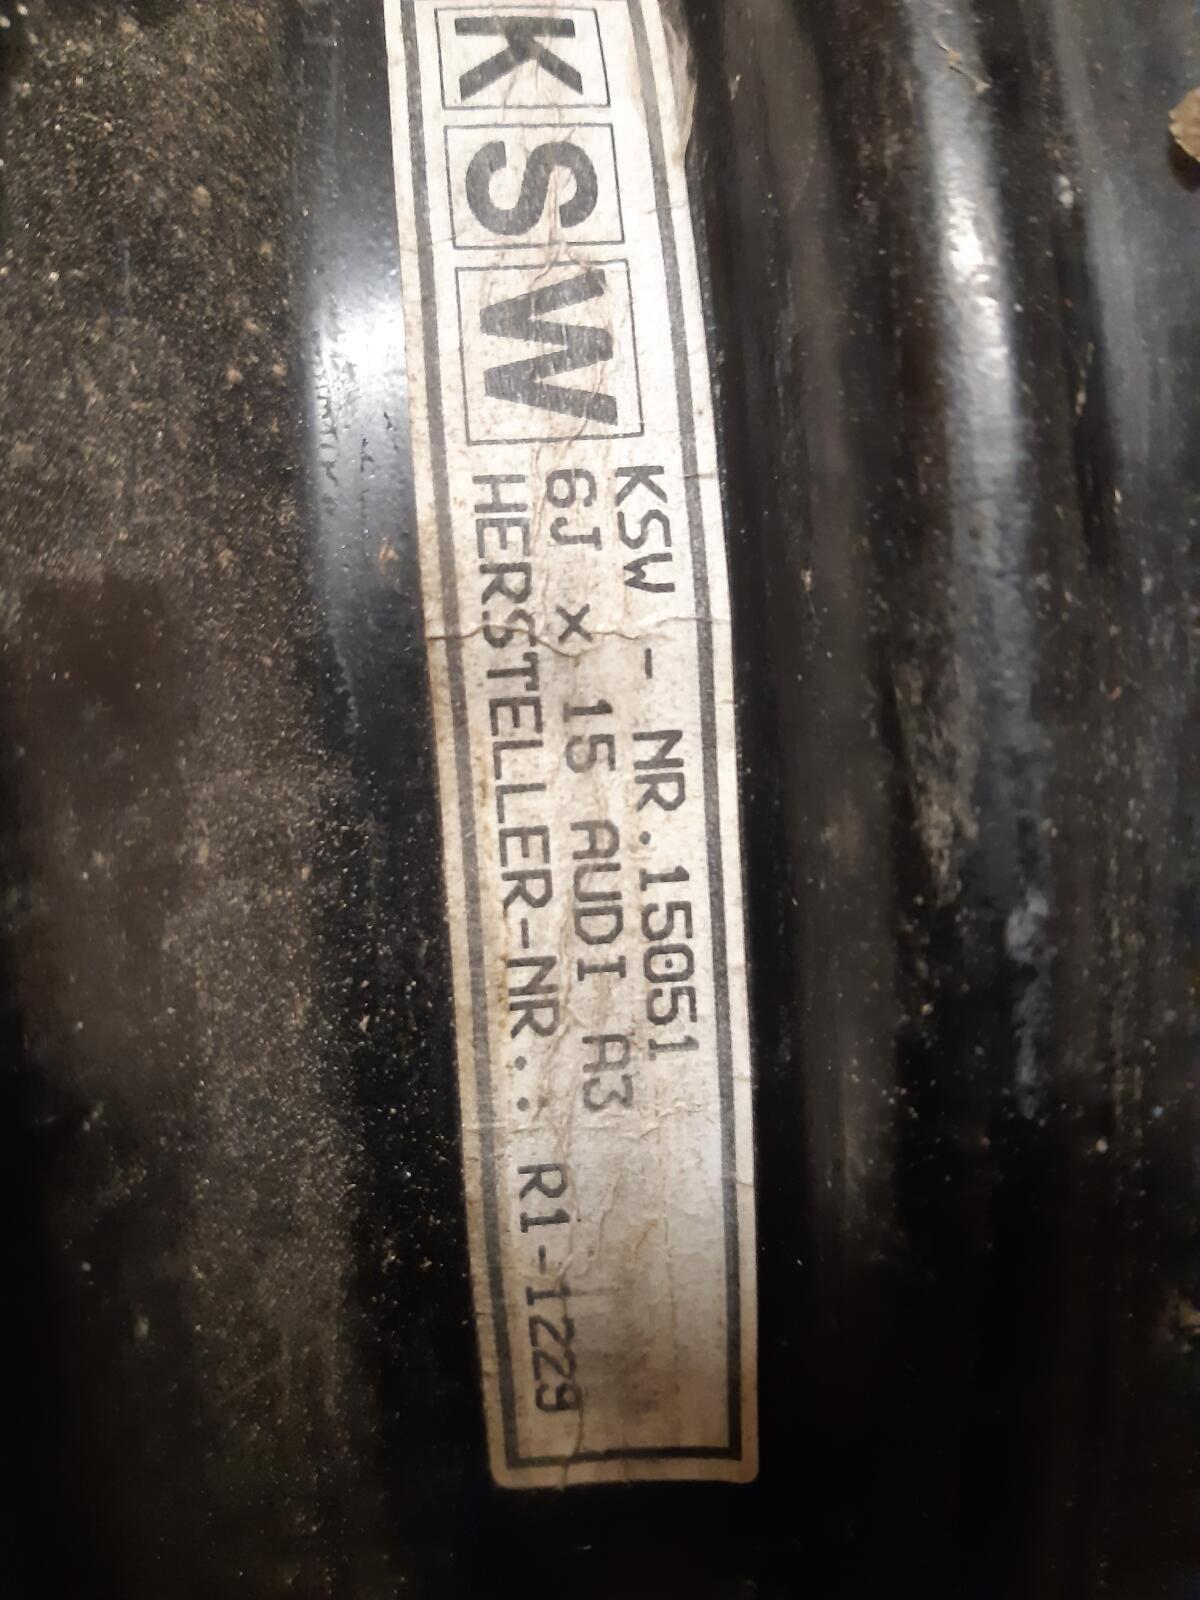 KSW
KSW - NR.15051
6J x 15 AUDI A3
HERSTELLER-NR.: R1-1229